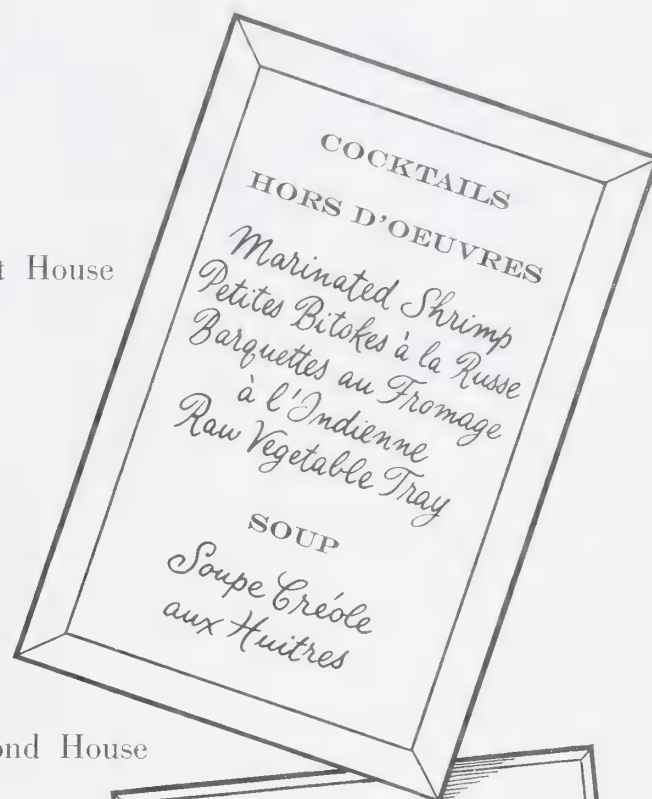 t House
COCKTAILS
HORS D'OEUVRES
Marinated Shrimp
Petites Bitokes à la Russe
Barquettes au Fromage
à l'Indienne
Raw Vegetable Tray
SOUP
Soupe Créole
aux Huitres
ond House